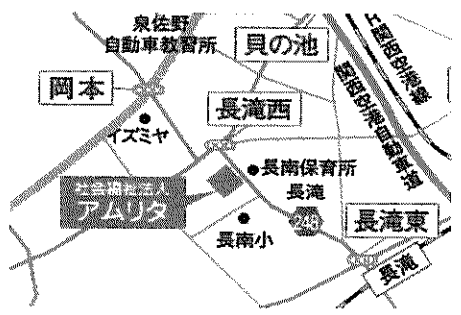 泉佐野
自動車教習所
貝の池
JR関西空港線
関西空港自動車道
岡本
長滝西
イズミヤ
長南保育所
長滝
社会福祉法人
アムリタ
246
長滝東
長南小
長滝